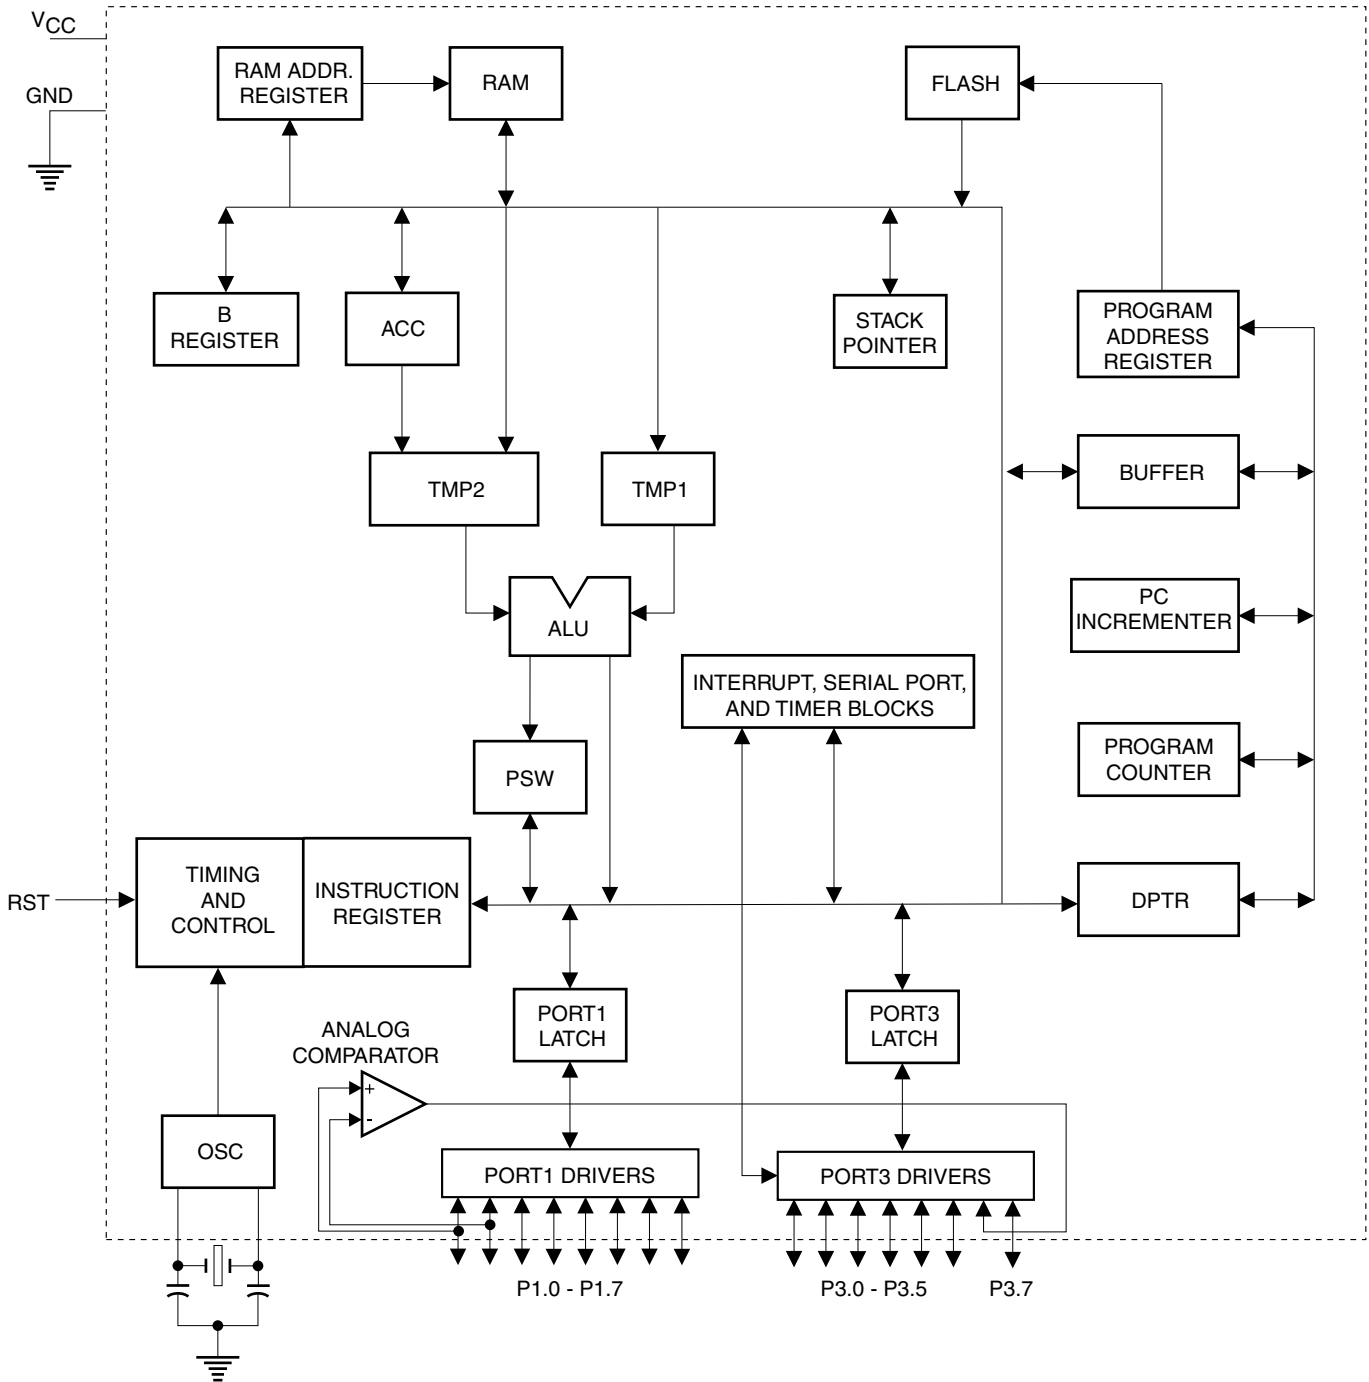 VCC
GND
RAM ADDR.
REGISTER
RAM
FLASH
B
REGISTER
ACC
STACK
POINTER
PROGRAM
ADDRESS
REGISTER
BUFFER
TMP2
TMP1
ALU
PC
INCREMENTER
INTERRUPT, SERIAL PORT,
AND TIMER BLOCKS
PROGRAM
COUNTER
PSW
RST
TIMING
AND
CONTROL
INSTRUCTION
REGISTER
DPTR
PORT1
LATCH
PORT3
LATCH
ANALOG
COMPARATOR
+
-
OSC
PORT1 DRIVERS
PORT3 DRIVERS
P1.0 - P1.7
P3.0 - P3.5
P3.7